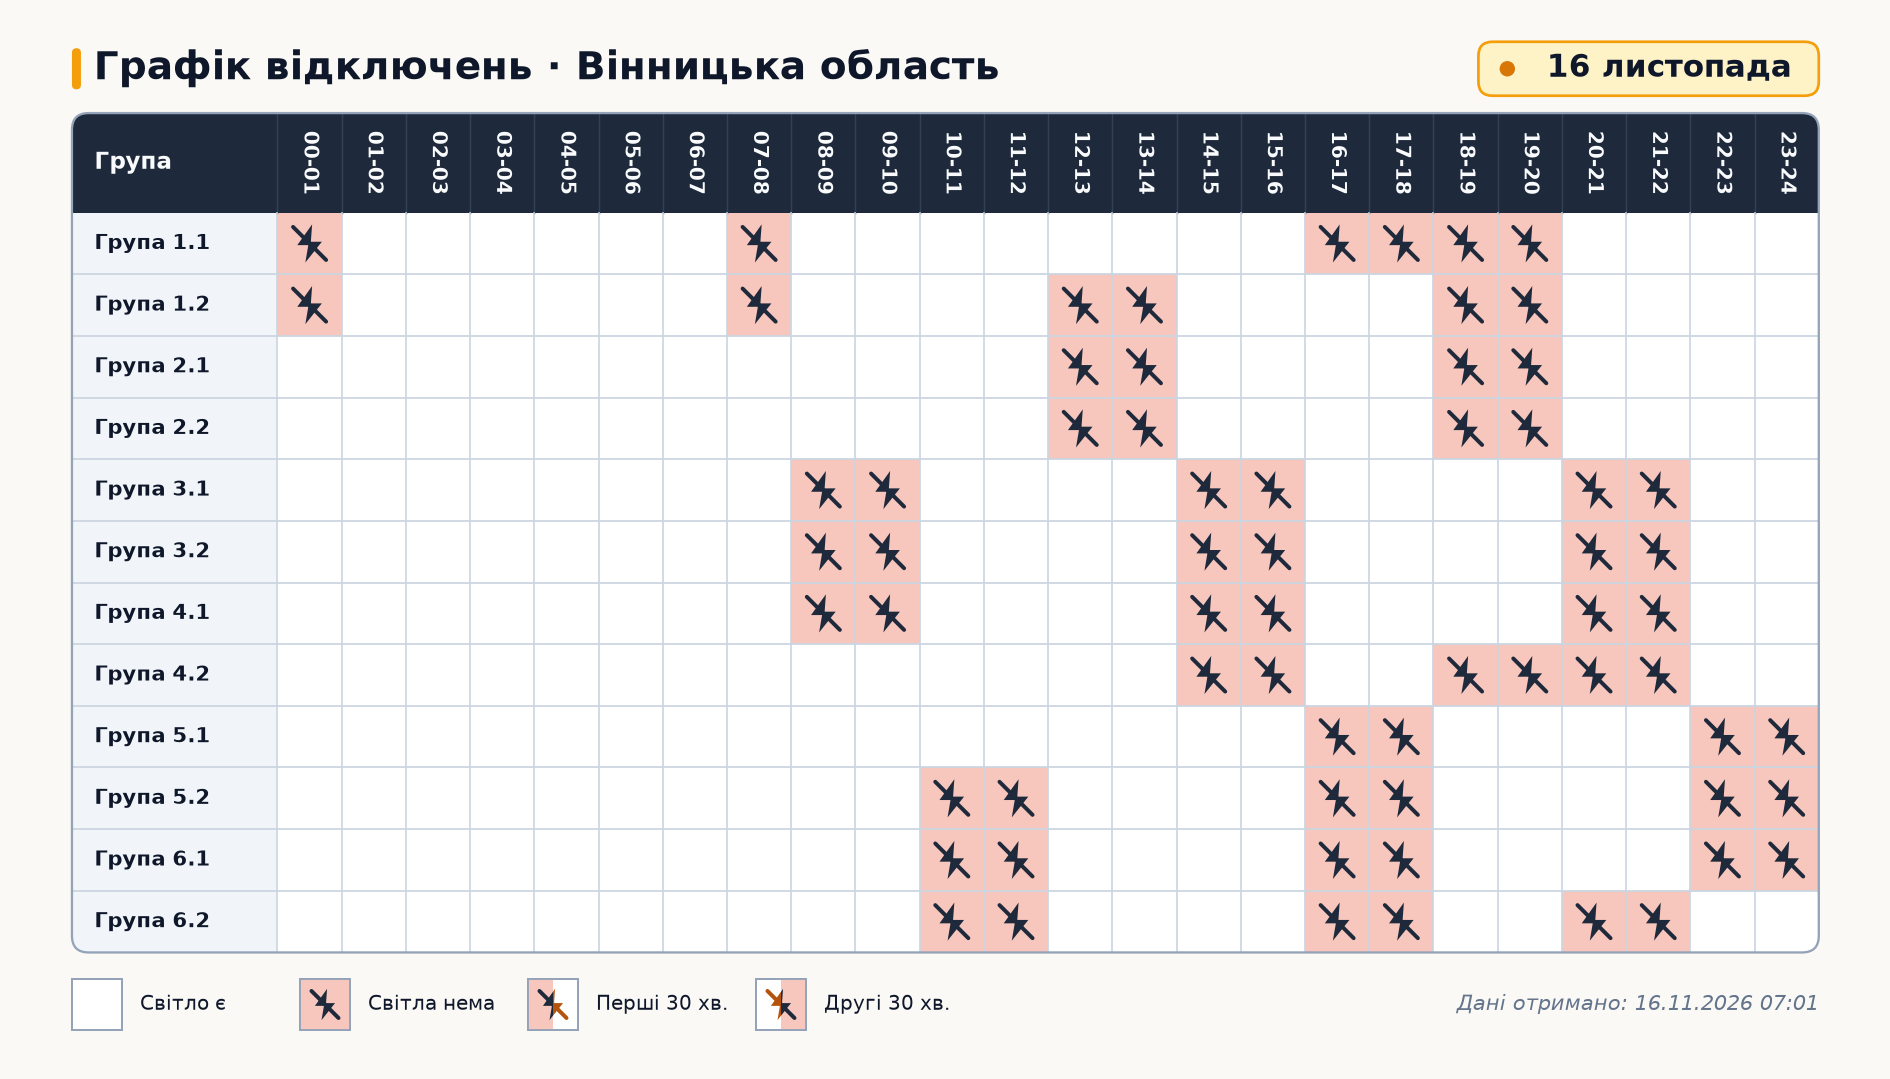 Графік відключень · Вінницька область
16 листопада
Група 00-01 01-02 02-03 03-04 04-05 05-06 06-07 07-08 08-09 09-10 10-11 11-12 12-13 13-14 14-15 15-16 16-17 17-18 18-19 19-20 20-21 21-22 22-23 23-24
Група 1.1
Група 1.2
Група 2.1
Група 2.2
Група 3.1
Група 3.2
Група 4.1
Група 4.2
Група 5.1
Група 5.2
Група 6.1
Група 6.2
Світло є Світла нема Перші 30 хв. Другі 30 хв. Дані отримано: 16.11.2026 07:01